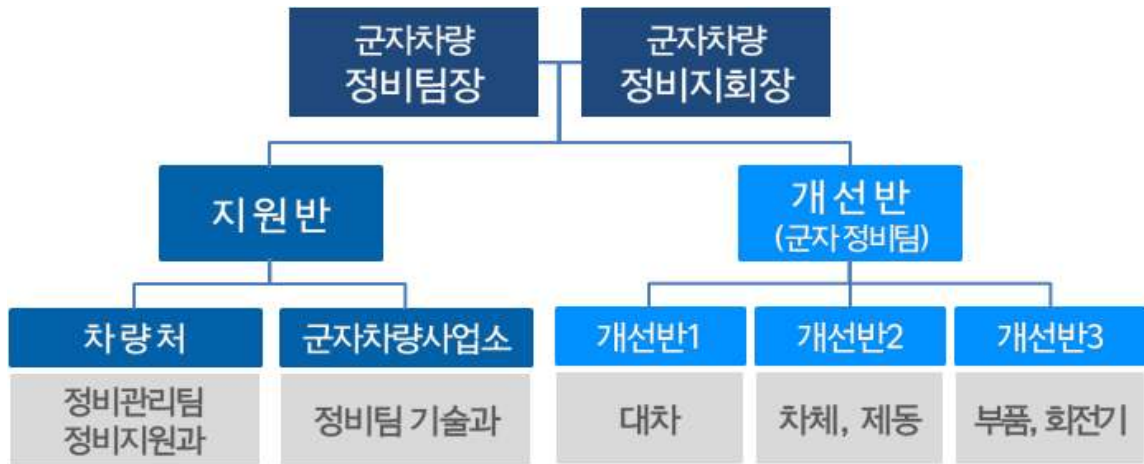 군자차량
정비팀장
군자차량
정비지회장
지원반
개선반
(군자 정비팀)
차량처
군자차량사업소
개선반1
개선반2
개선반3
정비관리팀
정비지원과
정비팀 기술과
대차
차체, 제동
부품, 회전기